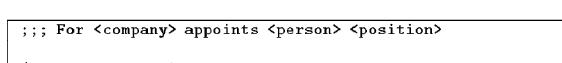 ;;; For <company> appoints <person> <position>